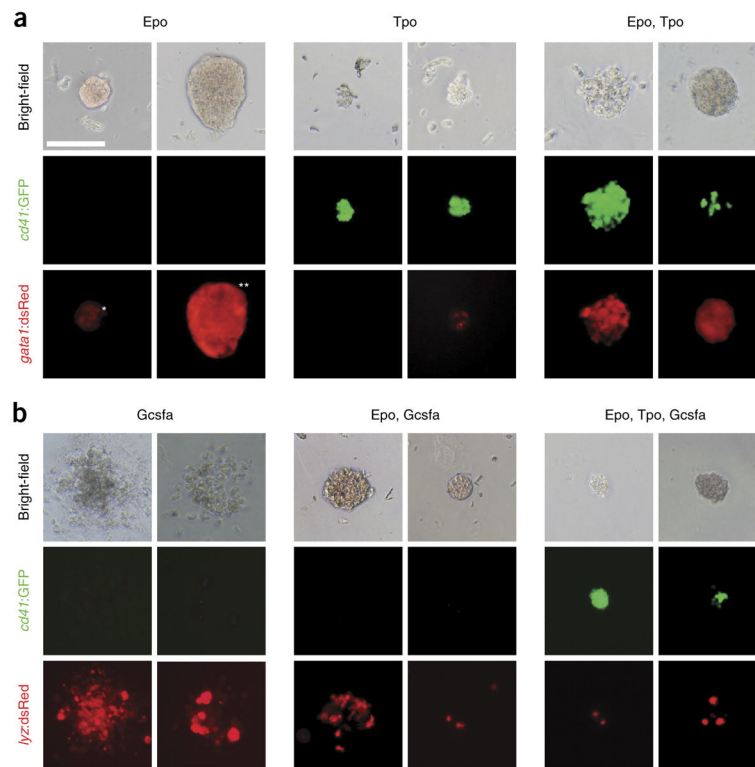 a
Epo
Tpo
Epo, Tpo
Bright-field
cd41:GFP
gata1:dsRed
*
**
b
Gcsfa
Epo, Gcsfa
Epo, Tpo, Gcsfa
Bright-field
cd41:GFP
lyz:dsRed